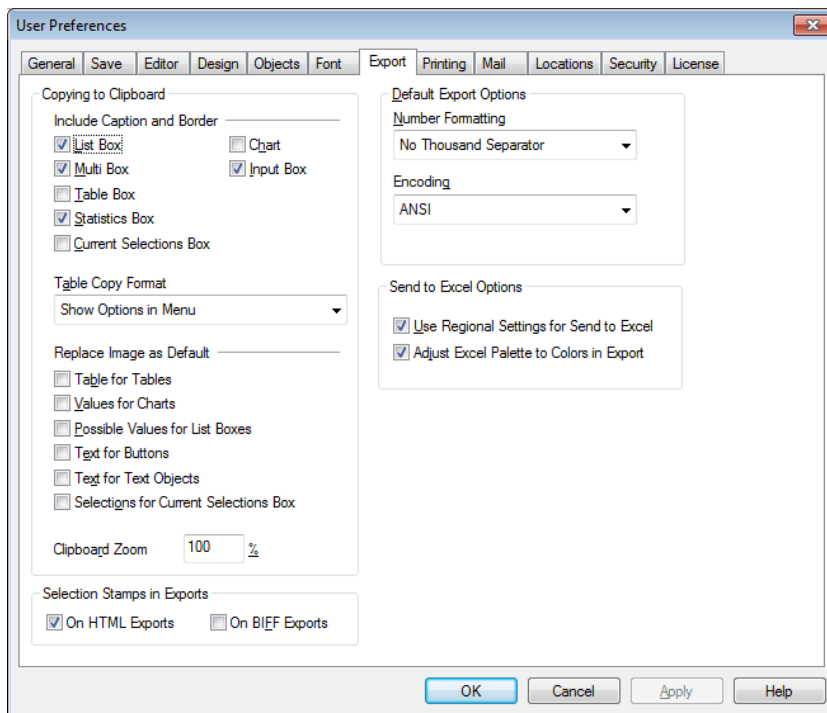 User Preferences
General Save Editor Design Objects Font Export Printing Mail Locations Security License
Copying to Clipboard
Include Caption and Border
List Box
Chart
Multi Box
Input Box
Table Box
Statistics Box
Current Selections Box
Table Copy Format
Show Options in Menu
Replace Image as Default
Table for Tables
Values for Charts
Possible Values for List Boxes
Text for Buttons
Text for Text Objects
Selections for Current Selections Box
Clipboard Zoom 100 %
Selection Stamps in Exports
On HTML Exports On BIFF Exports
Default Export Options
Number Formatting
No Thousand Separator
Encoding
ANSI
Send to Excel Options
Use Regional Settings for Send to Excel
Adjust Excel Palette to Colors in Export
OK Cancel Apply Help